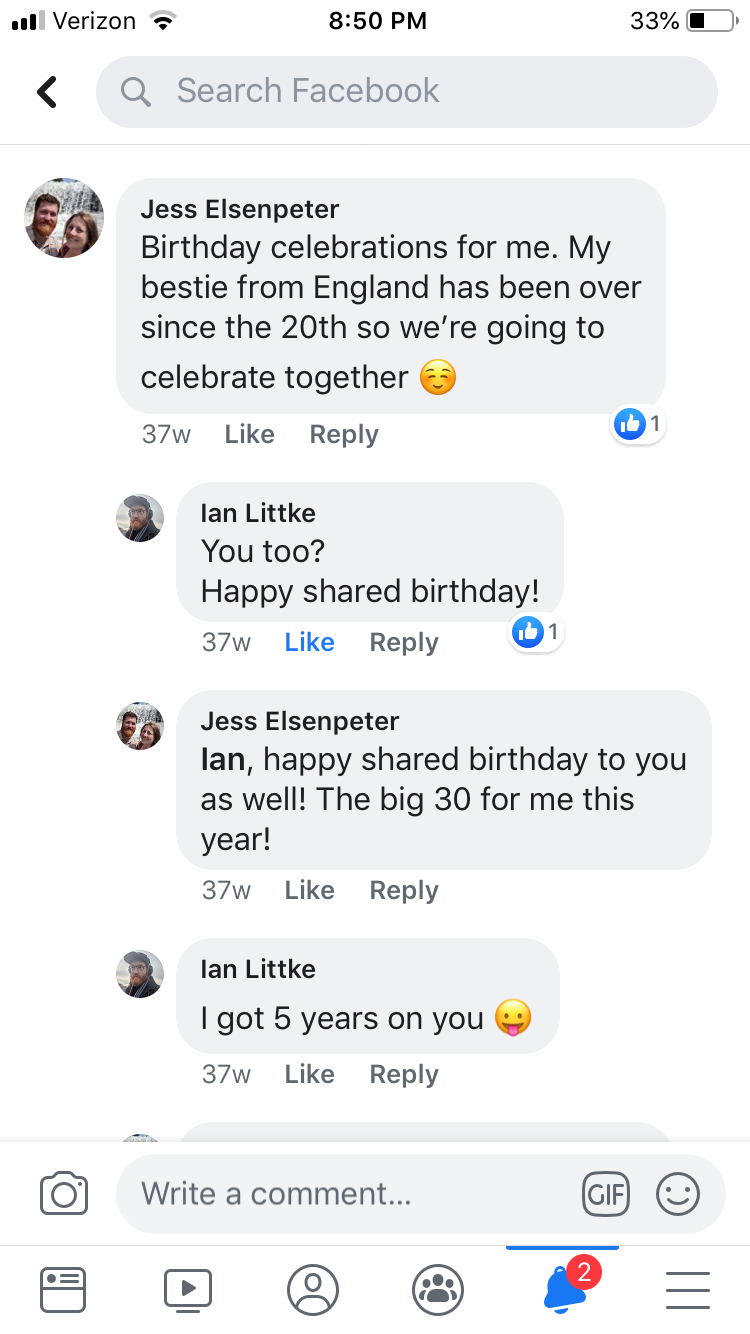 Verizon 8:50 PM 33%
Search Facebook
Jess Elsenpeter
Birthday celebrations for me. My
bestie from England has been over
since the 20th so we’re going to
celebrate together ☺️
37w Like Reply 1
Ian Littke
You too?
Happy shared birthday!
37w Like Reply 1
Jess Elsenpeter
Ian, happy shared birthday to you
as well! The big 30 for me this
year!
37w Like Reply
Ian Littke
I got 5 years on you 😛
37w Like Reply
Write a comment... GIF
2